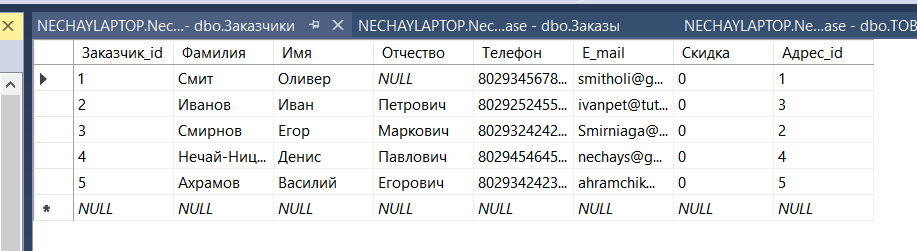 NECHAYLAPTOP.Nec...- dbo.Заказчики NECHAYLAPTOP.Nec...ase - dbo.Заказы NECHAYLAPTOP.Ne...ase - dbo.ТОВ
Заказчик_id Фамилия Имя Отчество Телефон E_mail Скидка Адрес_id
1 Смит Оливер NULL 8029345678... smitholi@g... 0 1
2 Иванов Иван Петрович 8029252455... ivanpet@tut... 0 3
3 Смирнов Егор Маркович 8029324242... Smirniaga@... 0 2
4 Нечай-Ниц... Денис Павлович 8029454645... nechays@g... 0 4
5 Ахрамов Василий Егорович 8029342423... ahramchik... 0 5
NULL NULL NULL NULL NULL NULL NULL NULL